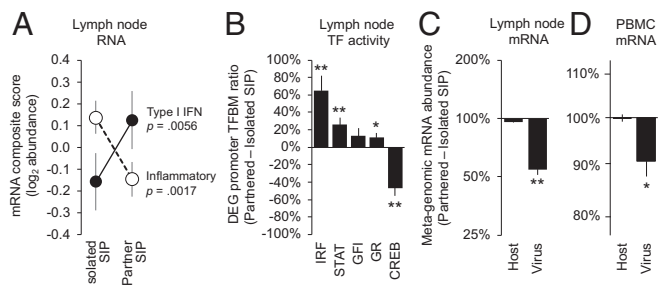 A
Lymph node
RNA
mRNA composite score
(log2 abundance)
0.4
0.3
0.2
0.1
0.0
-0.1
-0.2
-0.3
-0.4
Type I IFN
p = .0056
Inflammatory
p = .0017
solated
SIP
Partner
SIP
B
Lymph node
TF activity
DEG promoter TFBM ratio
(Partnered – Isolated SIP)
100%
80%
60%
40%
20%
0%
-20%
-40%
-60%
-80%
-100%
**
**
*
**
IRF
STAT
GFI
GR
CREB
C
Lymph node
mRNA
Meta-genomic mRNA abundance
(Partnered – Isolated SIP)
200%
100%
50%
25%
**
Host
Virus
D
PBMC
mRNA
110%
100%
90%
80%
*
Host
Virus